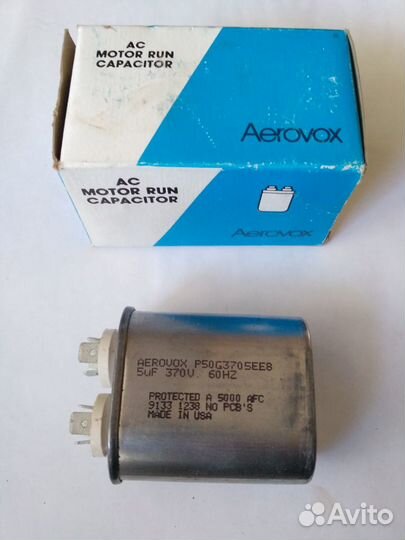 AC
MOTOR RUN
CAPACITOR
Aerovox
AC
MOTOR RUN
CAPACITOR
Aerovox
AEROVOX P50G3705EE8
5uF 370V. 60HZ
PROTECTED A 5000 AFC
9133 1238 NO PCB'S
MADE IN USA
Avito